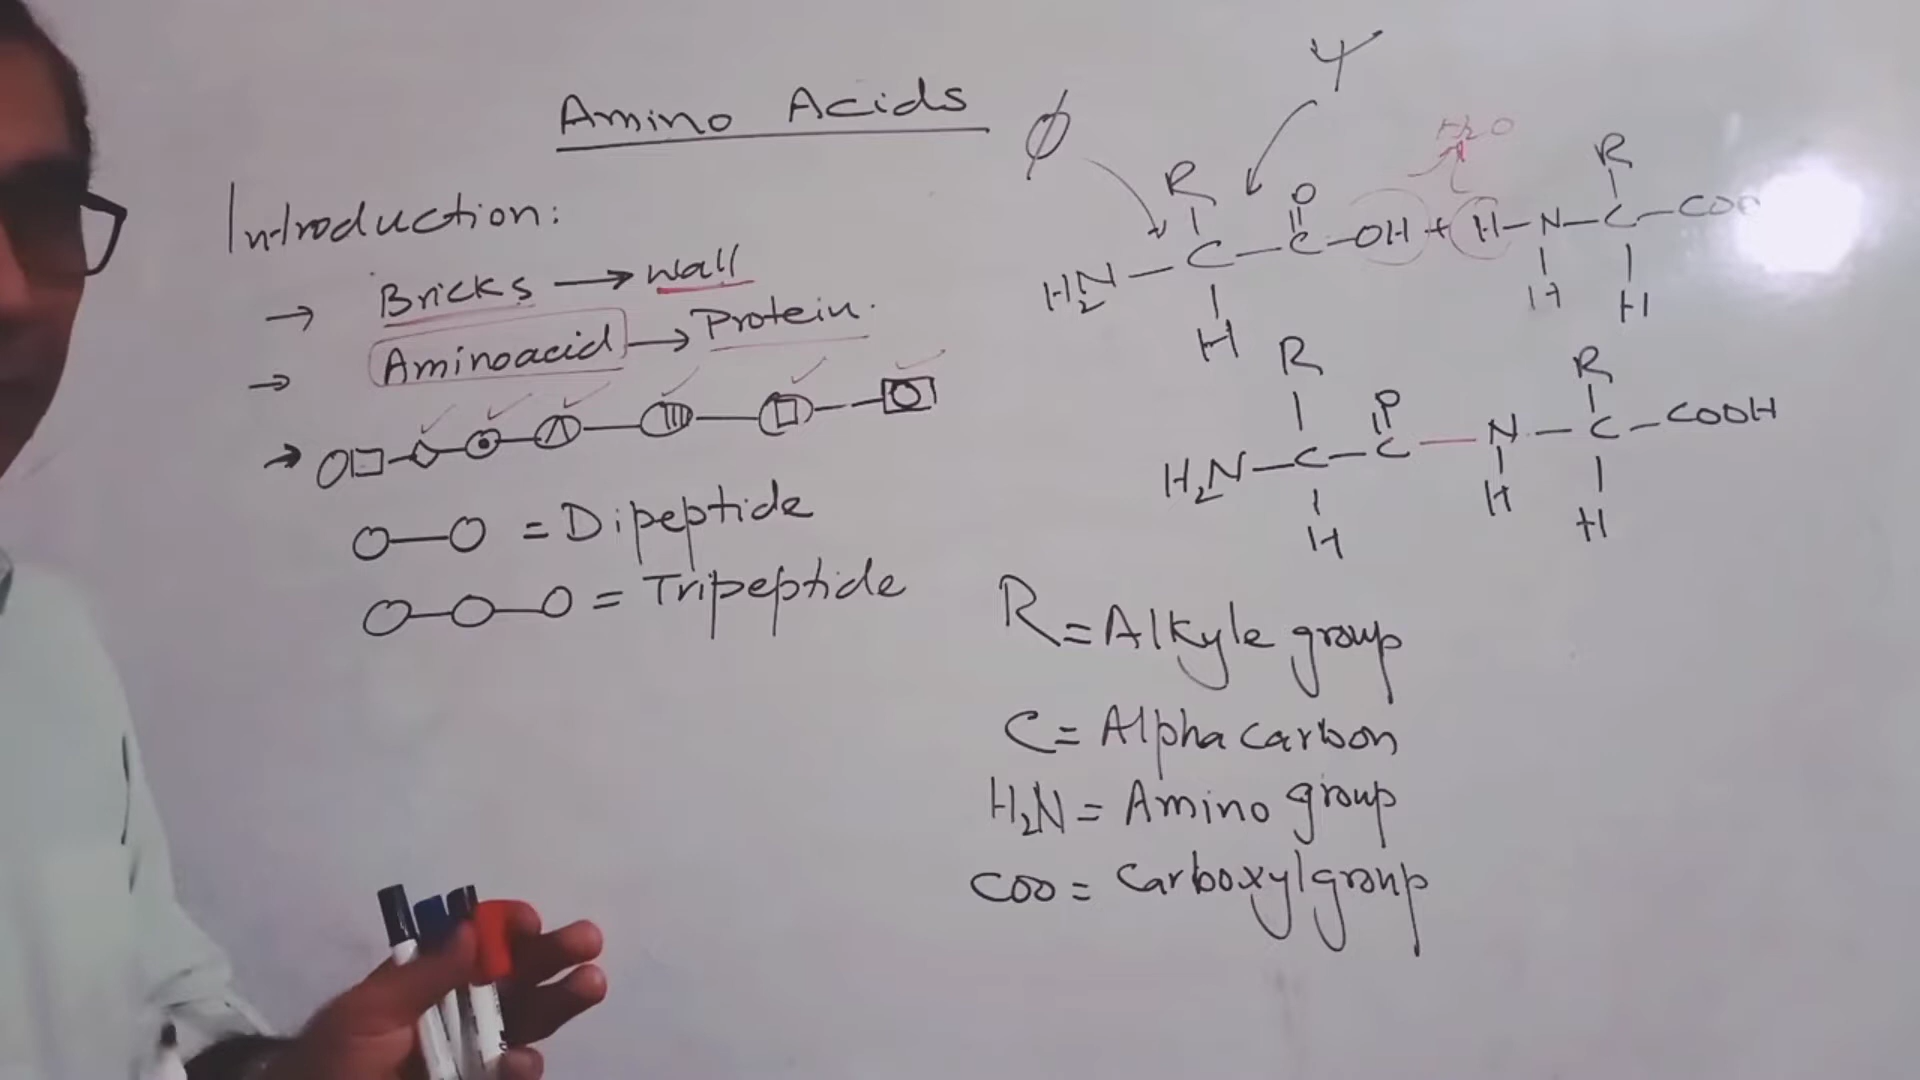 Amino Acids
Introduction:
→ Bricks → wall
→ Aminoacid → Protein.
= Dipeptide
= Tripeptide
ϕ
ψ
H2O
R O R
H2N — C — C — OH + H — N — C — COO
H H H
R O R
H2N — C — C — N — C — COOH
H H H
R = Alkyle group
C = Alpha carbon
H2N = Amino group
COO = Carboxyl group